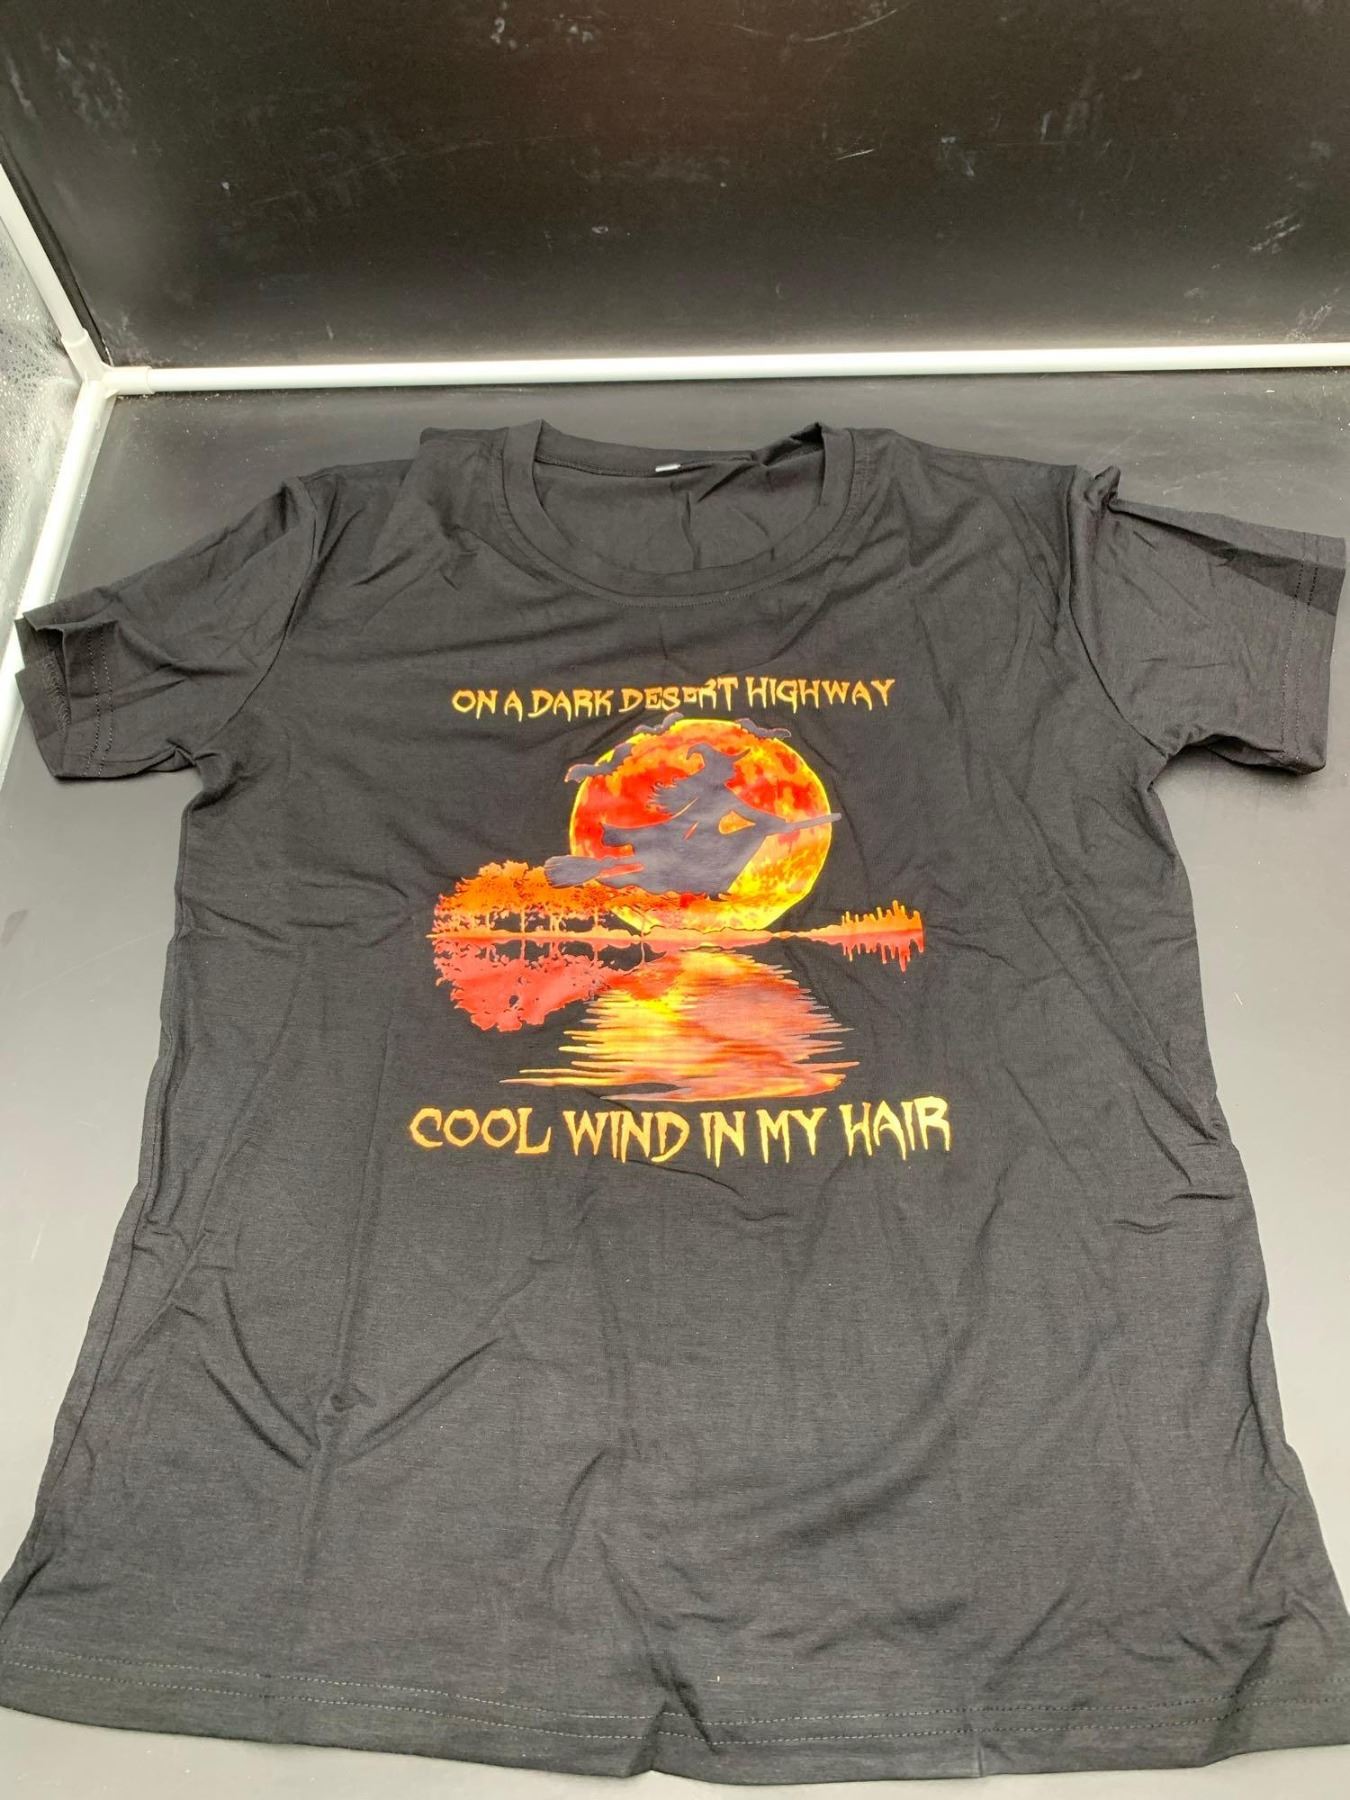 ON A DARK DESERT HIGHWAY
COOL WIND IN MY HAIR